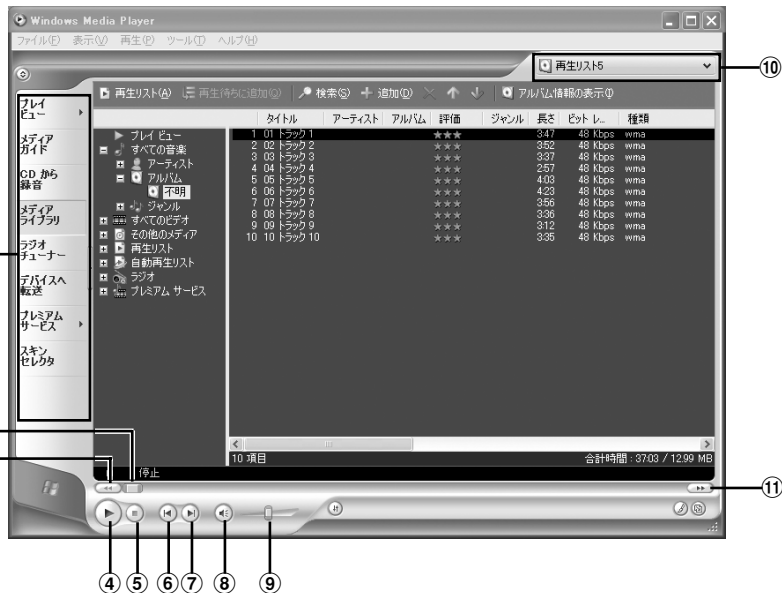 Windows Media Player
ファイル(F) 表示(V) 再生(P) ツール(T) ヘルプ(H)
再生リスト5
⑩
再生リスト(A) 再生待ちに追加(Q) 検索(S) 追加(D) アルバム情報の表示(I
プレイ
ビュー
メディア
ガイド
CD から
録音
メディア
ライブラリ
ラジオ
チューナー
デバイスへ
転送
プレミアム
サービス
スキン
セレクタ
プレイ ビュー
すべての音楽
アーティスト
アルバム
不明
ジャンル
すべてのビデオ
その他のメディア
再生リスト
自動再生リスト
ラジオ
プレミアム サービス
タイトル アーティスト アルバム 評価 ジャンル 長さ ビット レ... 種類
1 01 トラック 1 ★★★ 3:47 48 Kbps wma
2 02 トラック 2 ★★★ 3:52 48 Kbps wma
3 03 トラック 3 ★★★ 3:37 48 Kbps wma
4 04 トラック 4 ★★★ 2:57 48 Kbps wma
5 05 トラック 5 ★★★ 4:03 48 Kbps wma
6 06 トラック 6 ★★★ 4:23 48 Kbps wma
7 07 トラック 7 ★★★ 3:56 48 Kbps wma
8 08 トラック 8 ★★★ 3:36 48 Kbps wma
9 09 トラック 9 ★★★ 3:12 48 Kbps wma
10 10 トラック 10 ★★★ 3:35 48 Kbps wma
10 項目 合計時間 : 37:03 / 12.99 MB
停止
⑪
④ ⑤ ⑥ ⑦ ⑧ ⑨